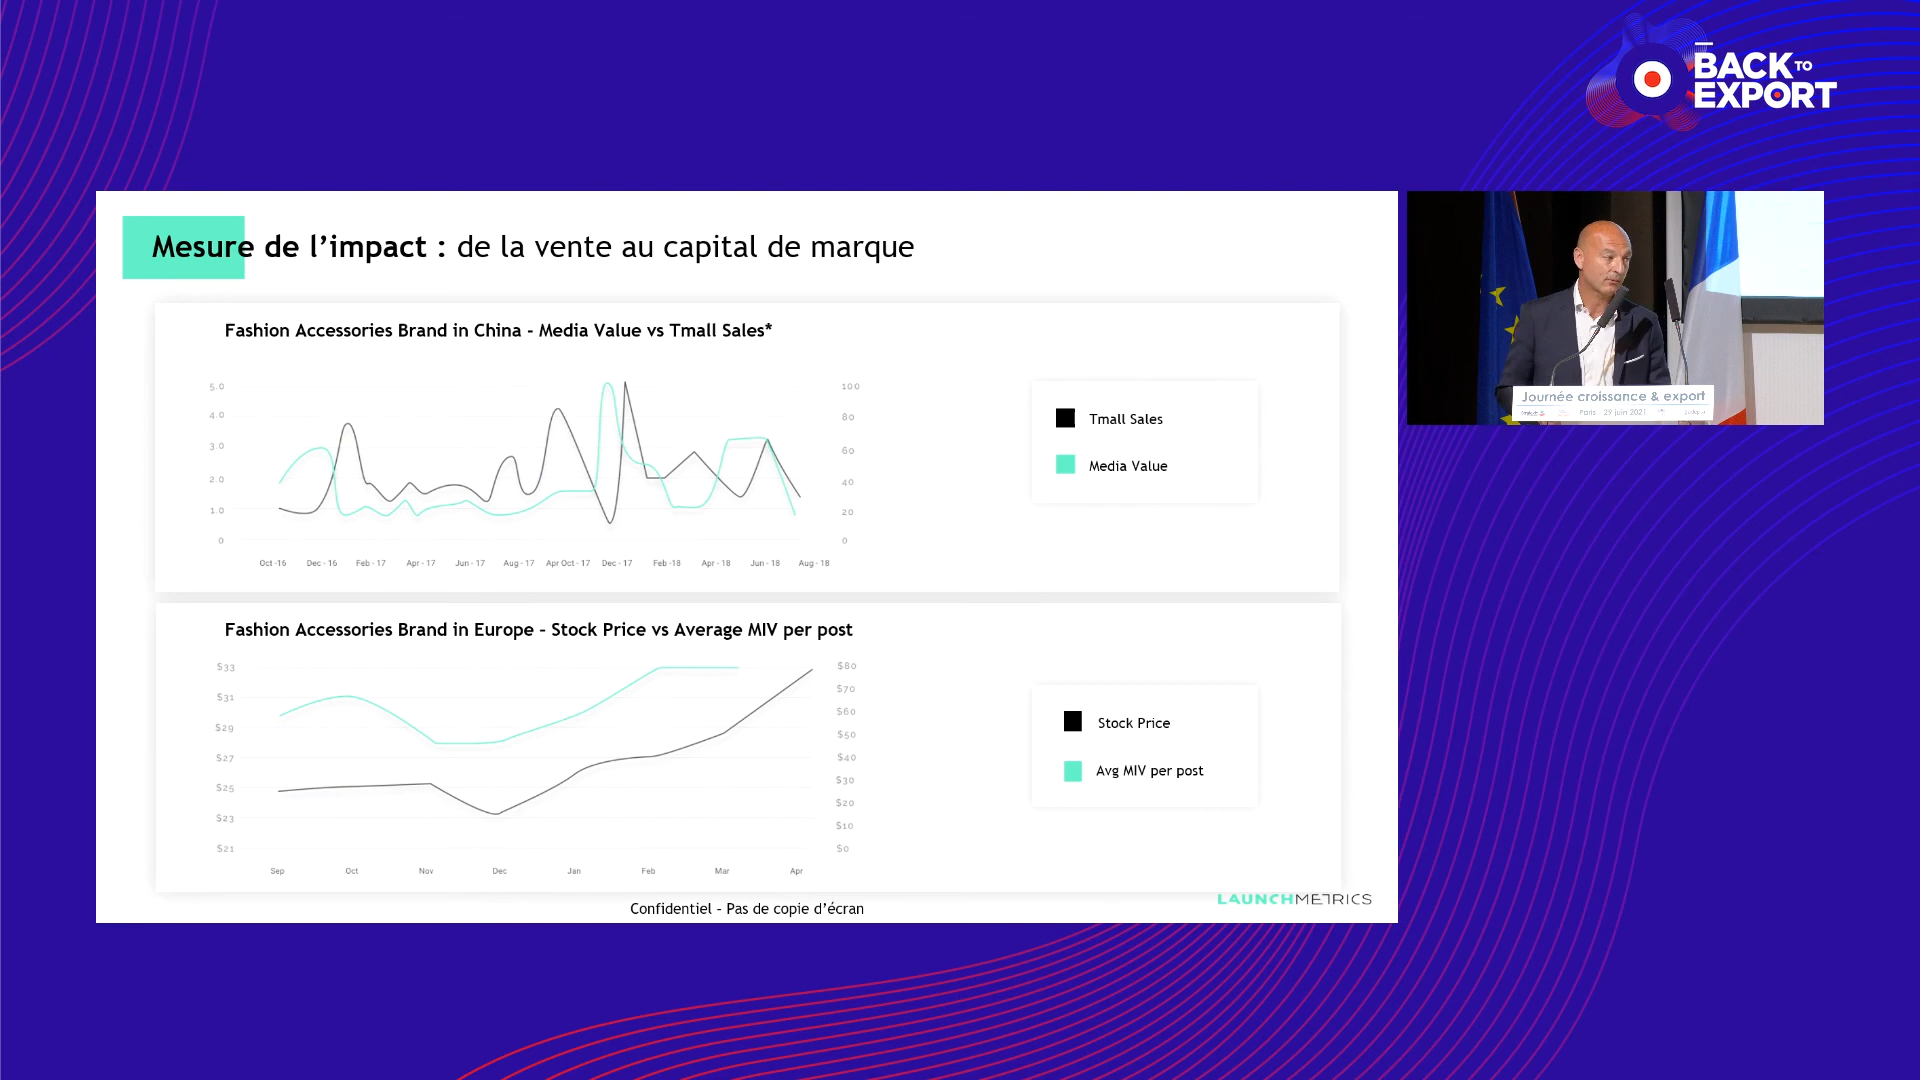 BACK TO
EXPORT
Mesure de l’impact : de la vente au capital de marque
Fashion Accessories Brand in China - Media Value vs Tmall Sales*
5.0
4.0
3.0
2.0
1.0
0
100
80
60
40
20
0
Oct -16 Dec - 16 Feb - 17 Apr - 17 Jun - 17 Aug - 17 Apr Oct - 17 Dec - 17 Feb -18 Apr - 18 Jun - 18 Aug - 18
Tmall Sales
Media Value
Journée croissance & export
Paris 29 juin 2021
Fashion Accessories Brand in Europe - Stock Price vs Average MIV per post
$33
$31
$29
$27
$25
$23
$21
$80
$70
$60
$50
$40
$30
$20
$10
$0
Sep Oct Nov Dec Jan Feb Mar Apr
Stock Price
Avg MIV per post
LAUNCHMETRICS
Confidentiel - Pas de copie d’écran